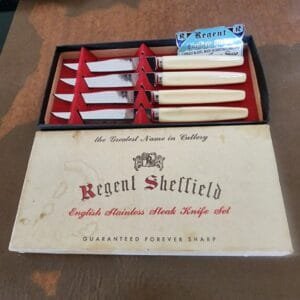 Regent
the Greatest Name in Cutlery
Regent Sheffield
English Stainless Steak Knife Set
GUARANTEED FOREVER SHARP